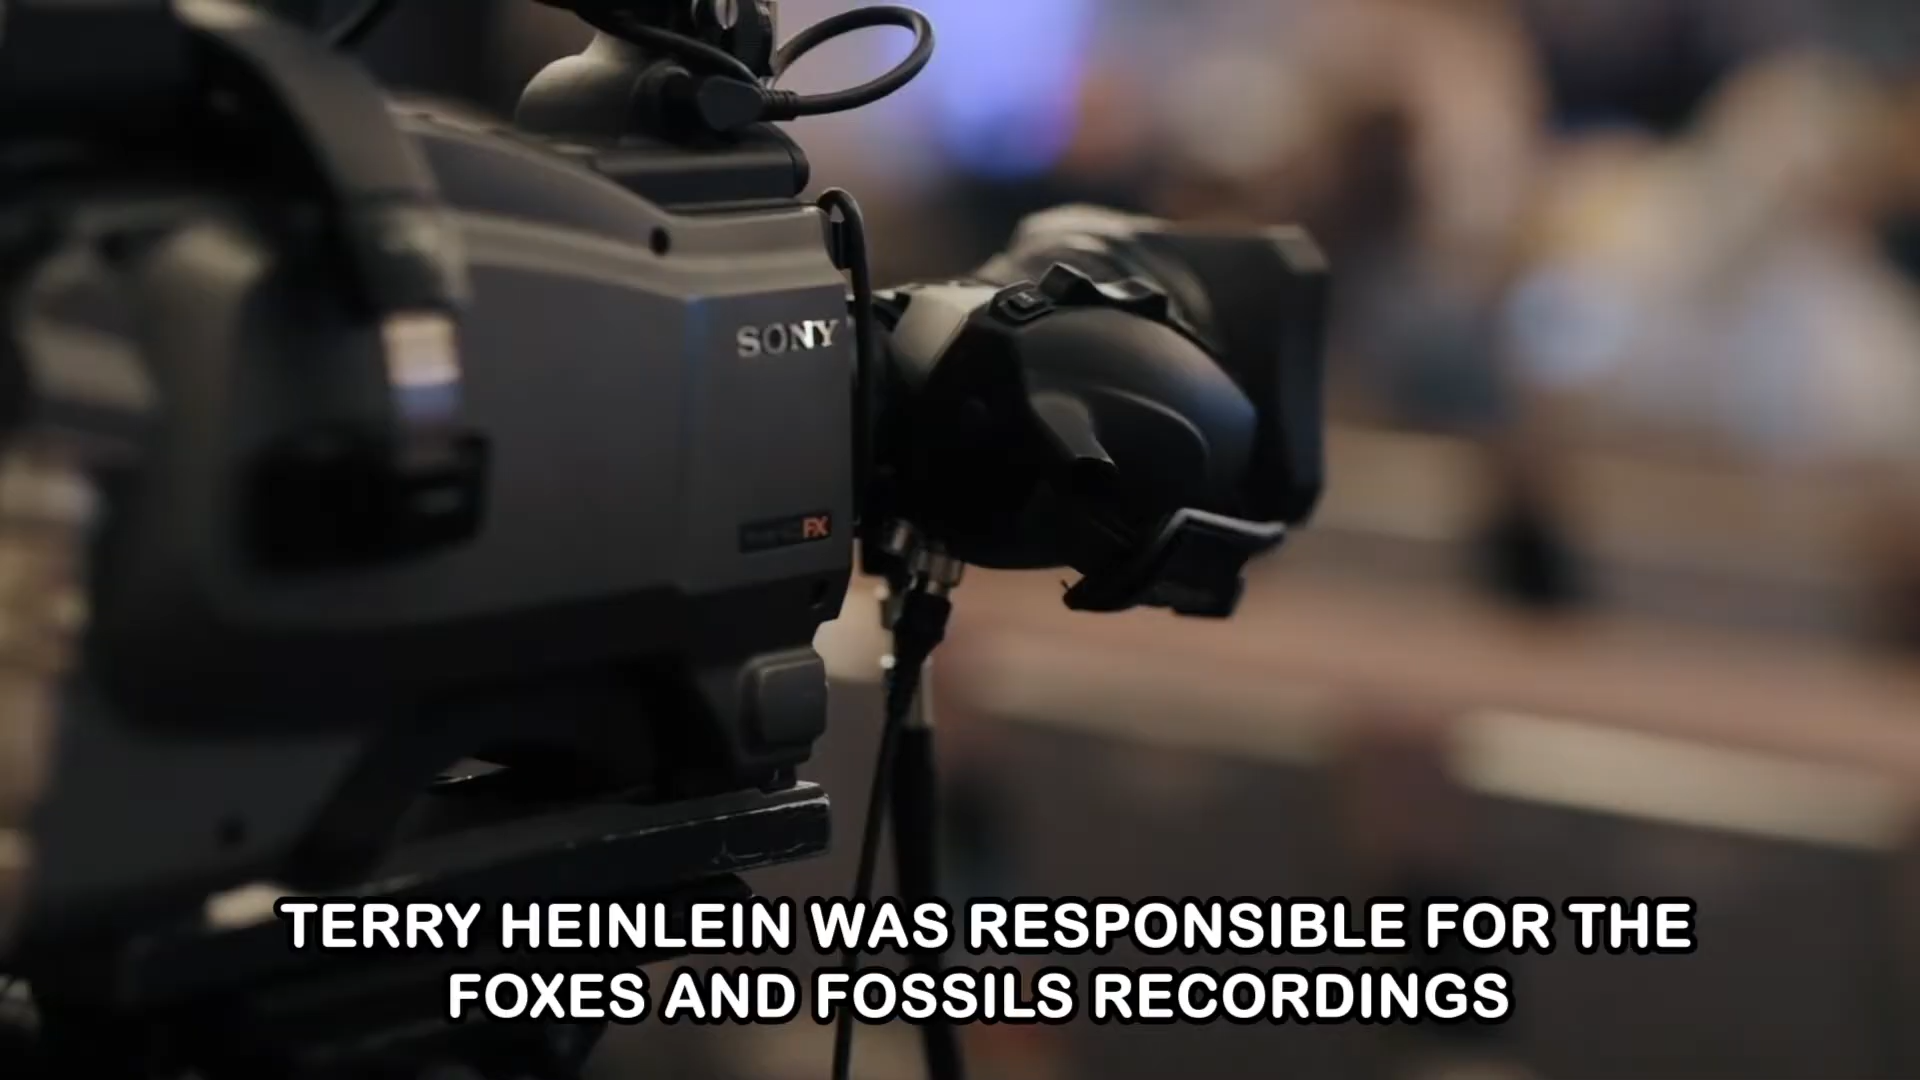 SONY
FX
TERRY HEINLEIN WAS RESPONSIBLE FOR THE
FOXES AND FOSSILS RECORDINGS